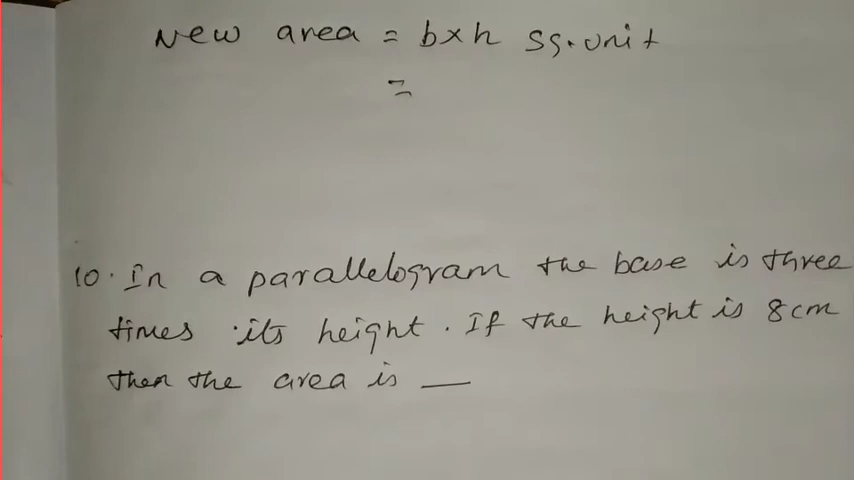 New area = b×h sq.unit
=
10. In a parallelogram the base is three
times its height. If the height is 8cm
then the area is __